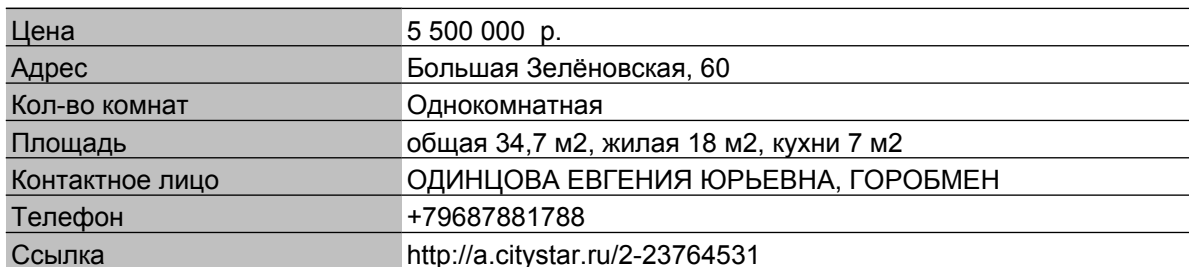 Цена 5 500 000 р.
Адрес Большая Зелёновская, 60
Кол-во комнат Однокомнатная
Площадь общая 34,7 м2, жилая 18 м2, кухни 7 м2
Контактное лицо ОДИНЦОВА ЕВГЕНИЯ ЮРЬЕВНА, ГОРОБМЕН
Телефон +79687881788
Ссылка http://a.citystar.ru/2-23764531